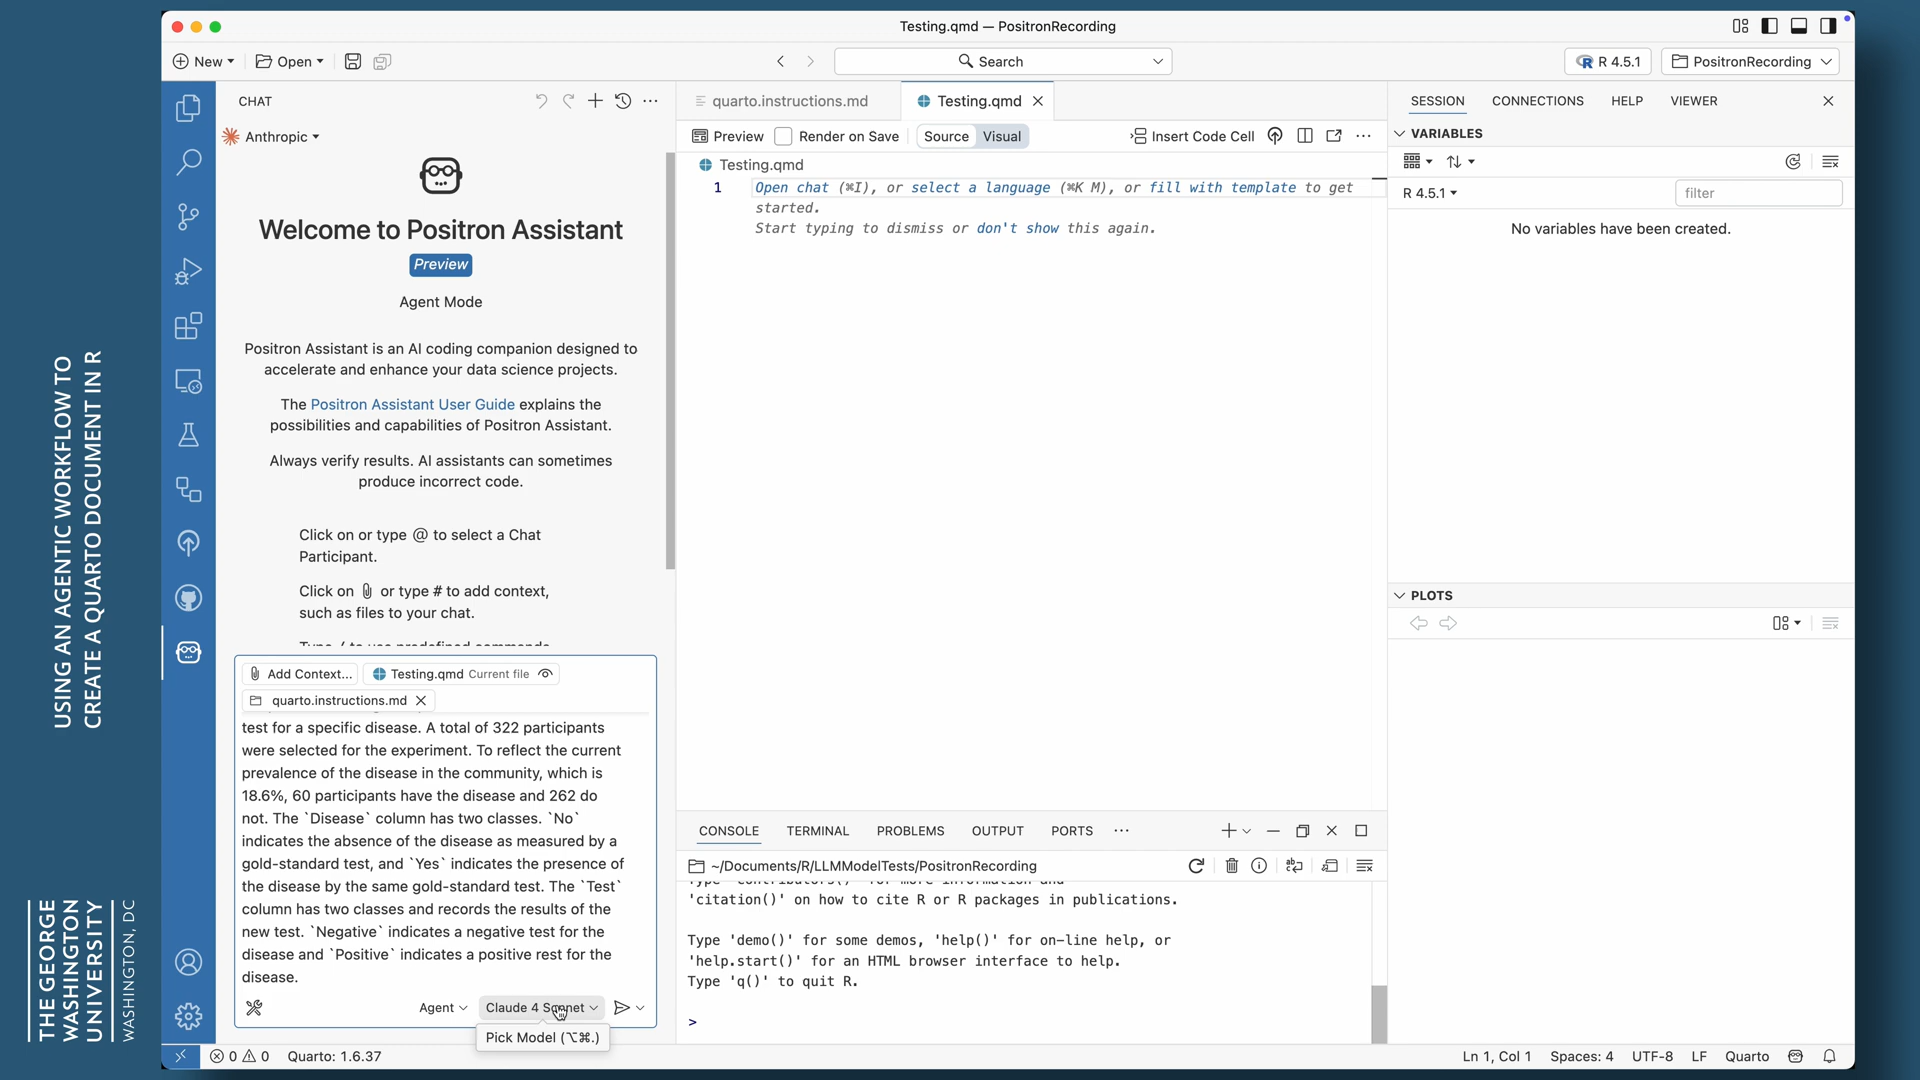 USING AN AGENTIC WORKFLOW TO
CREATE A QUARTO DOCUMENT IN R
THE GEORGE
WASHINGTON
UNIVERSITY
WASHINGTON, DC
Testing.qmd — PositronRecording
New
Open
Search
R 4.5.1
PositronRecording
CHAT
Anthropic
Welcome to Positron Assistant
Preview
Agent Mode
Positron Assistant is an AI coding companion designed to
accelerate and enhance your data science projects.
The Positron Assistant User Guide explains the
possibilities and capabilities of Positron Assistant.
Always verify results. AI assistants can sometimes
produce incorrect code.
Click on or type @ to select a Chat
Participant.
Click on or type # to add context,
such as files to your chat.
Type / to use predefined commands
Add Context...
Testing.qmd Current file
quarto.instructions.md
test for a specific disease. A total of 322 participants
were selected for the experiment. To reflect the current
prevalence of the disease in the community, which is
18.6%, 60 participants have the disease and 262 do
not. The `Disease` column has two classes. `No`
indicates the absence of the disease as measured by a
gold-standard test, and `Yes` indicates the presence of
the disease by the same gold-standard test. The `Test`
column has two classes and records the results of the
new test. `Negative` indicates a negative test for the
disease and `Positive` indicates a positive rest for the
disease.
Agent
Claude 4 Sonnet
Pick Model (⌥⌘.)
quarto.instructions.md
Testing.qmd
Preview
Render on Save
Source
Visual
Insert Code Cell
Testing.qmd
1
Open chat (⌘I), or select a language (⌘K M), or fill with template to get
started.
Start typing to dismiss or don't show this again.
CONSOLE
TERMINAL
PROBLEMS
OUTPUT
PORTS
~/Documents/R/LLMModelTests/PositronRecording
Type 'contributors()' for more information and
'citation()' on how to cite R or R packages in publications.
Type 'demo()' for some demos, 'help()' for on-line help, or
'help.start()' for an HTML browser interface to help.
Type 'q()' to quit R.
>
SESSION
CONNECTIONS
HELP
VIEWER
VARIABLES
R 4.5.1
filter
No variables have been created.
PLOTS
0
0
Quarto: 1.6.37
Ln 1, Col 1
Spaces: 4
UTF-8
LF
Quarto